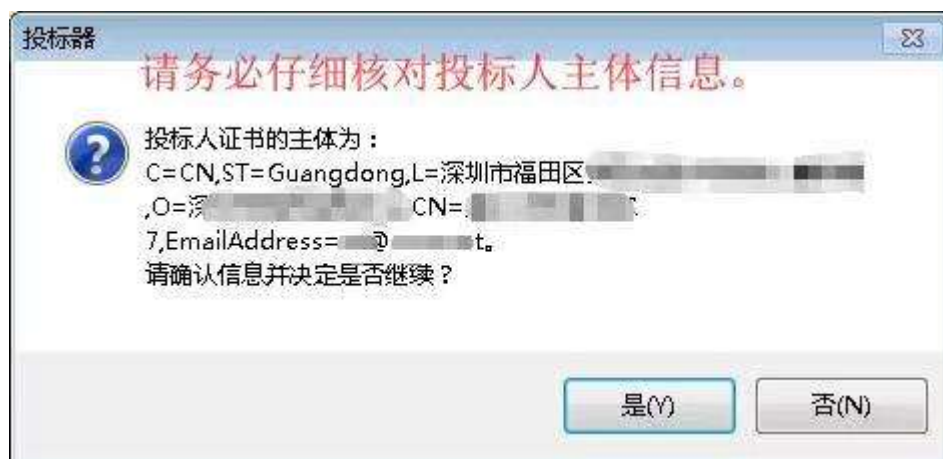 投标器
请务必仔细核对投标人主体信息。
投标人证书的主体为：
C=CN,ST=Guangdong,L=深圳市福田区
,O=深 CN=
7,EmailAddress= @ t。
请确认信息并决定是否继续？
是(Y)
否(N)